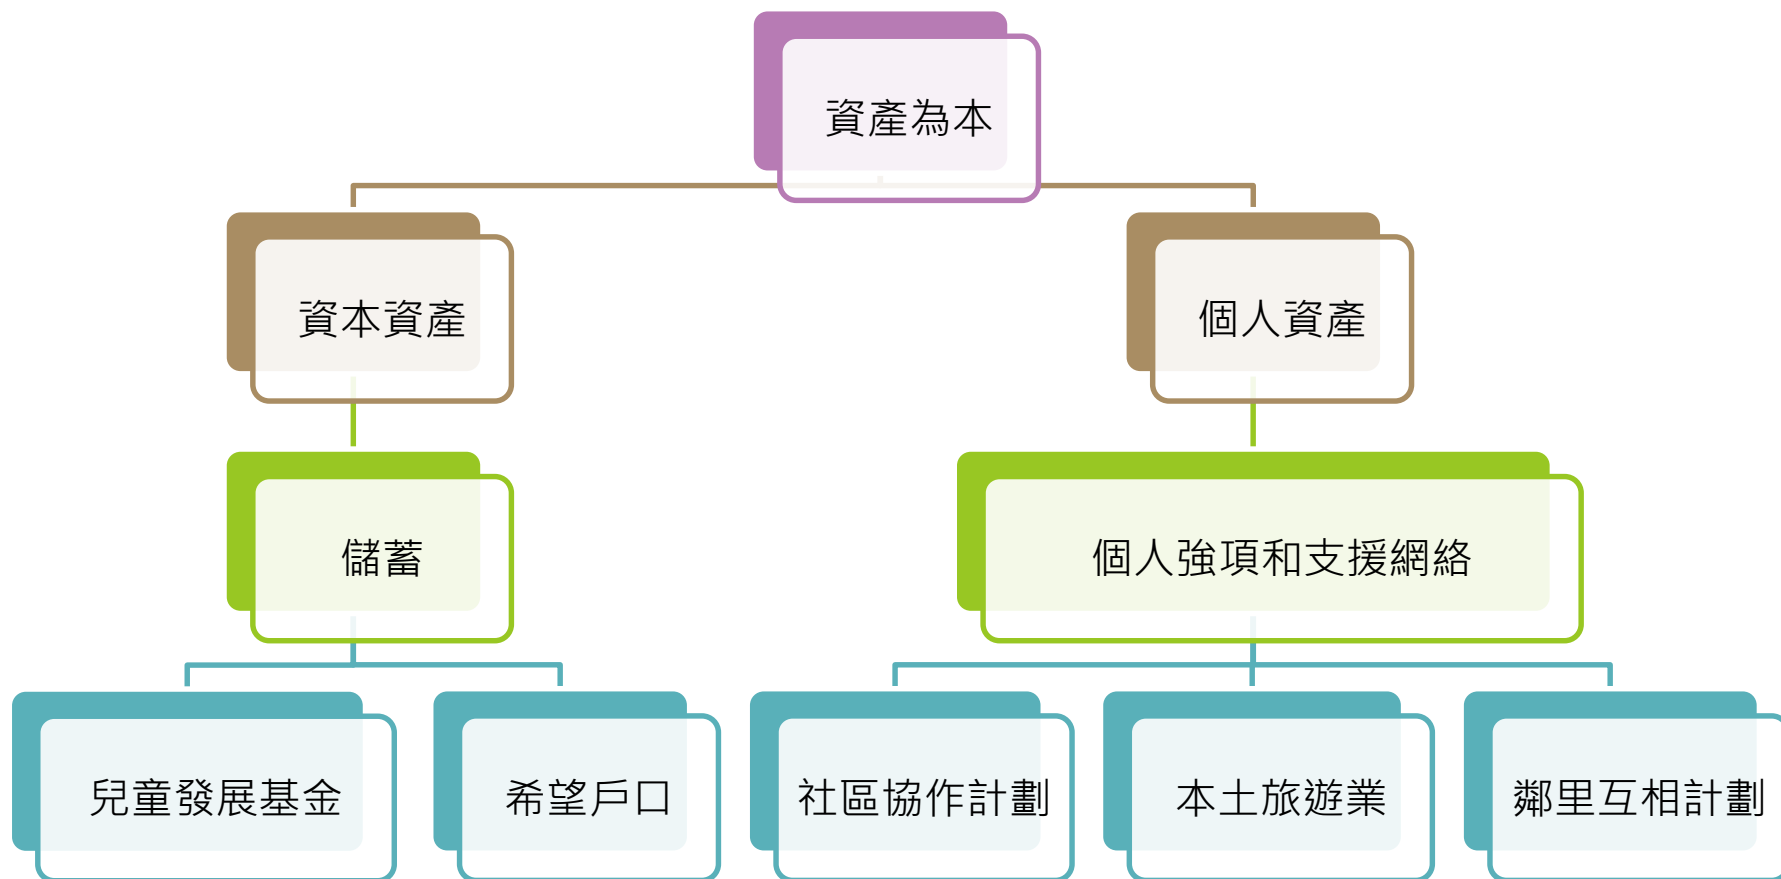 資產為本
資本資產
個人資產
儲蓄
個人強項和支援網絡
兒童發展基金
希望戶口
社區協作計劃
本土旅遊業
鄰里互相計劃